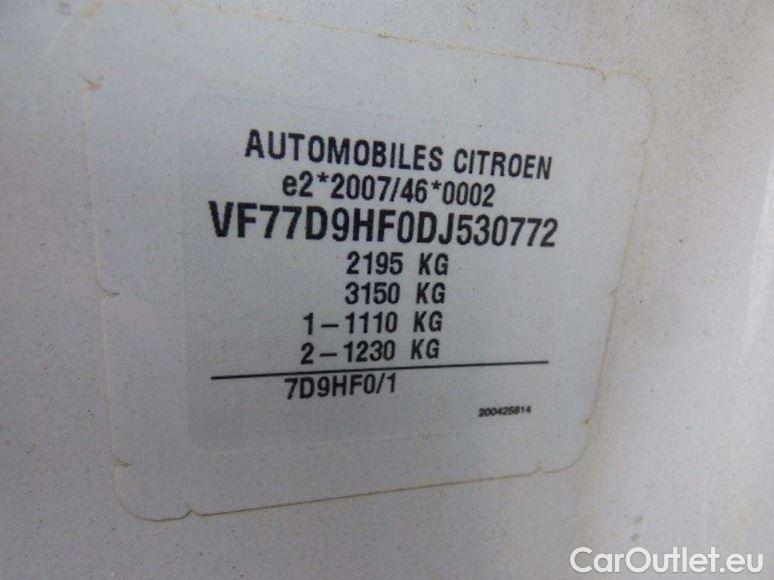 AUTOMOBILES CITROEN
e2*2007/46*0002
VF77D9HF0DJ530772
2195 KG
3150 KG
1-1110 KG
2-1230 KG
7D9HF0/1
200425814
CarOutlet.eu